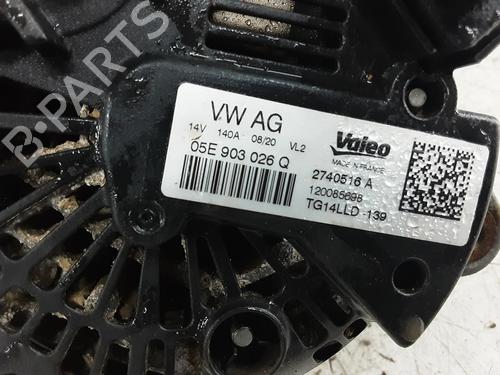 B-PARTS
VW AG
14V 140A 08/20 VL2
05E 903 026 Q
Valeo
MADE IN FRANCE
2740516 A
120085698
TG14LLD -139